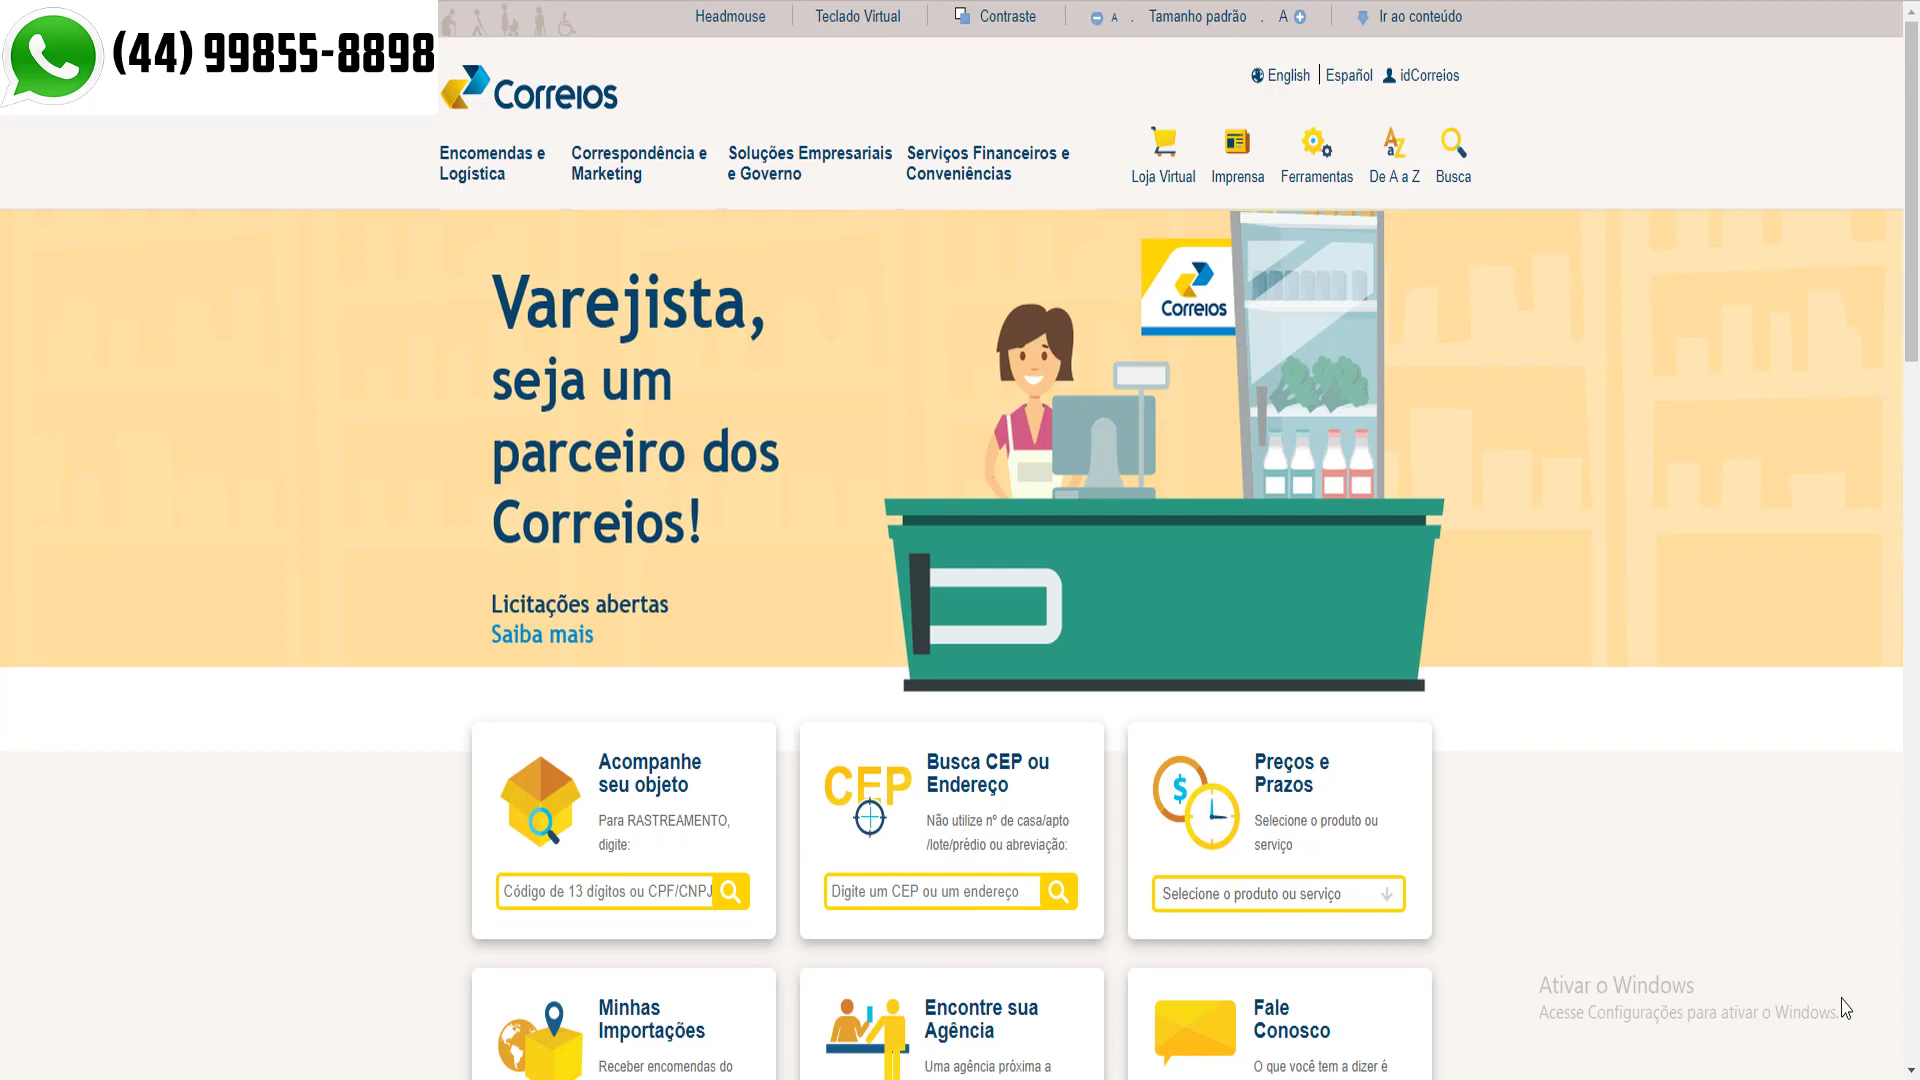 (44) 99855-8898
Headmouse
Teclado Virtual
Contraste
A . Tamanho padrão . A
Ir ao conteúdo
Correios
English
Español
idCorreios
Encomendas e
Logística
Correspondência e
Marketing
Soluções Empresariais
e Governo
Serviços Financeiros e
Conveniências
Loja Virtual
Imprensa
Ferramentas
De A a Z
Busca
Varejista,
seja um
parceiro dos
Correios!
Licitações abertas
Saiba mais
Correios
Acompanhe
seu objeto
Para RASTREAMENTO,
digite:
Código de 13 dígitos ou CPF/CNPJ
CEP
Busca CEP ou
Endereço
Não utilize nº de casa/apto
/lote/prédio ou abreviação:
Digite um CEP ou um endereço
Preços e
Prazos
Selecione o produto ou
serviço
Selecione o produto ou serviço
Minhas
Importações
Receber encomendas do
Encontre sua
Agência
Uma agência próxima a
Fale
Conosco
O que você tem a dizer é
Ativar o Windows
Acesse Configurações para ativar o Windows.